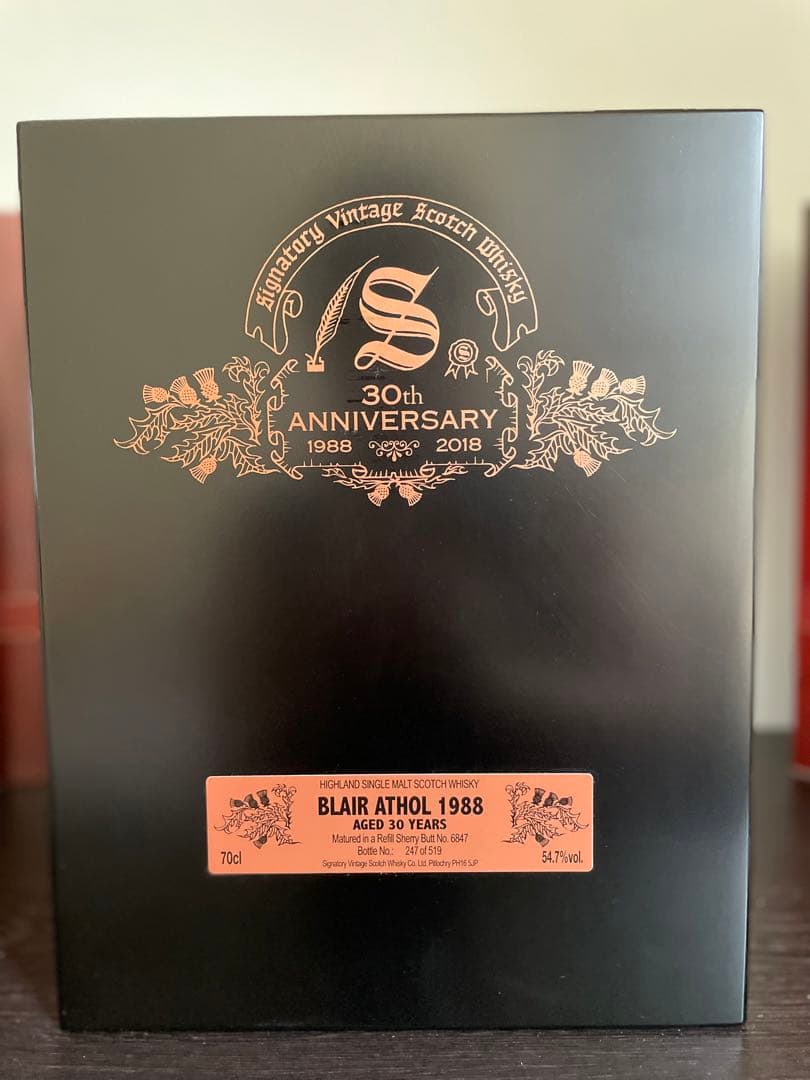 Signatory Vintage Scotch Whisky
S
S
30th
ANNIVERSARY
1988 2018
HIGHLAND SINGLE MALT SCOTCH WHISKY
BLAIR ATHOL 1988
AGED 30 YEARS
Matured in a Refill Sherry Butt No. 6847
Bottle No.: 247 of 519
70cl
54.7%vol.
Signatory Vintage Scotch Whisky Co. Ltd, Pitlochry PH16 5JP